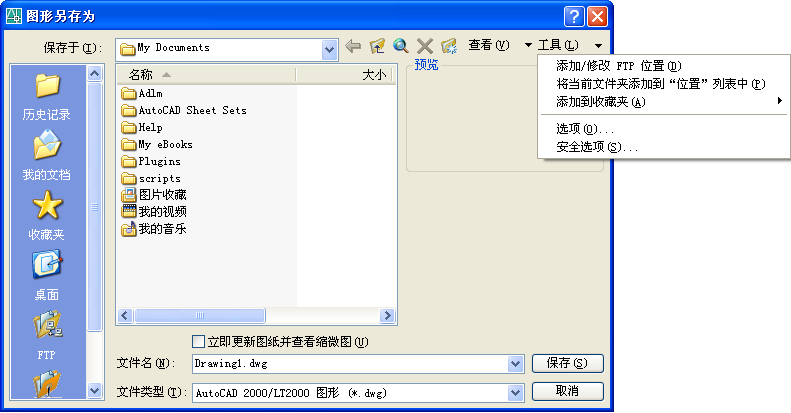 图形另存为
保存于(I):
My Documents
查看(V)
工具(L)
历史记录
我的文档
收藏夹
桌面
FTP
名称
大小
Adlm
AutoCAD Sheet Sets
Help
My eBooks
Plugins
scripts
图片收藏
我的视频
我的音乐
预览
添加/修改 FTP 位置(D)
将当前文件夹添加到“位置”列表中(P)
添加到收藏夹(A)
选项(O)...
安全选项(S)...
立即更新图纸并查看缩微图(U)
文件名(N):
Drawing1.dwg
保存(S)
文件类型(T):
AutoCAD 2000/LT2000 图形 (*.dwg)
取消